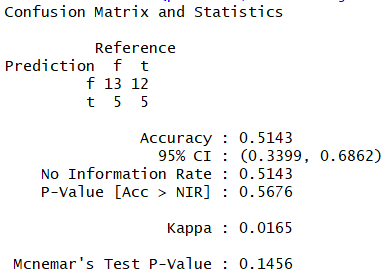 Confusion Matrix and Statistics
Reference
Prediction f t
f 13 12
t 5 5
Accuracy : 0.5143
95% CI : (0.3399, 0.6862)
No Information Rate : 0.5143
P-Value [Acc > NIR] : 0.5676
Kappa : 0.0165
Mcnemar's Test P-Value : 0.1456